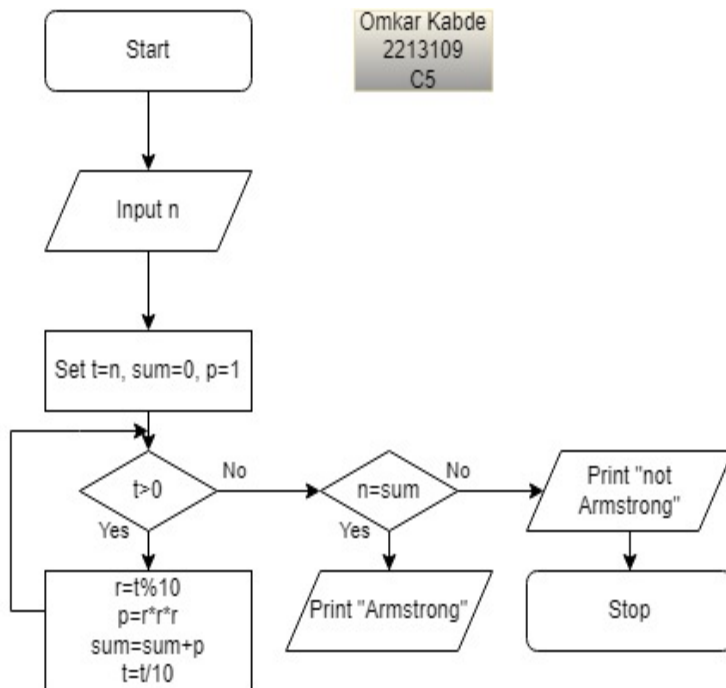 Omkar Kabde
2213109
C5
Start
Input n
Set t=n, sum=0, p=1
t>0
No
Yes
n=sum
No
Yes
Print "not
Armstrong"
r=t%10
p=r*r*r
sum=sum+p
t=t/10
Print "Armstrong"
Stop